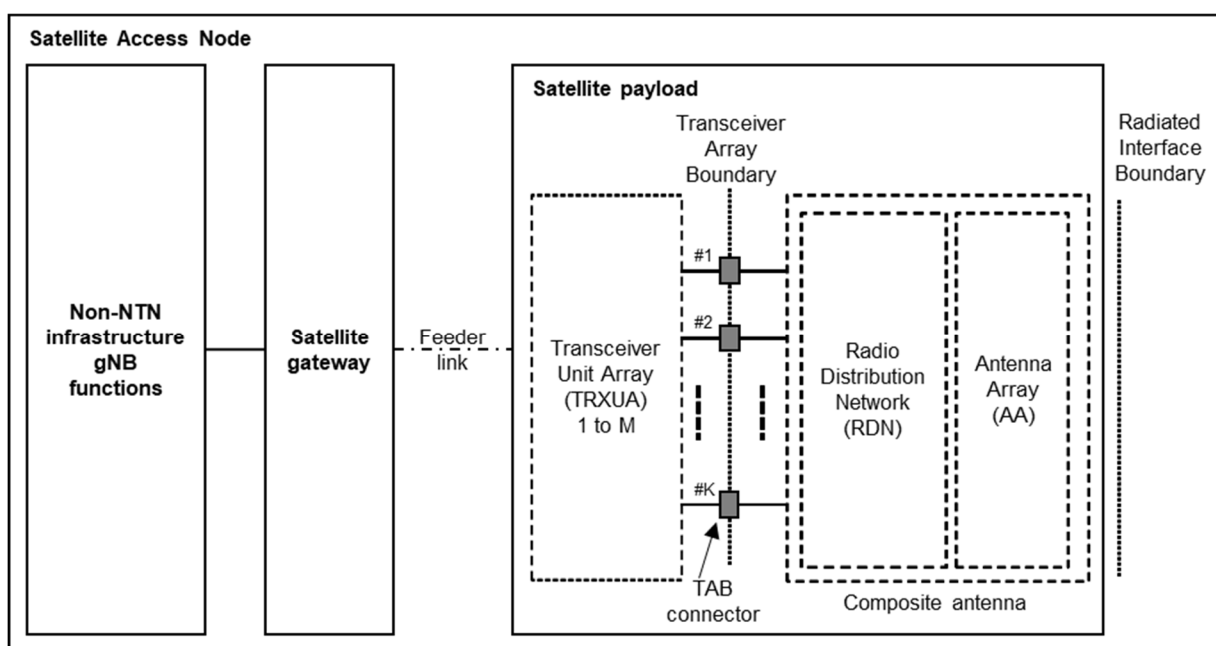 Satellite Access Node
Non-NTN
infrastructure
gNB
functions
Satellite
gateway
Feeder
link
Satellite payload
Transceiver
Array
Boundary
Transceiver
Unit Array
(TRXUA)
1 to M
#1
#2
#K
TAB
connector
Radio
Distribution
Network
(RDN)
Antenna
Array
(AA)
Composite antenna
Radiated
Interface
Boundary